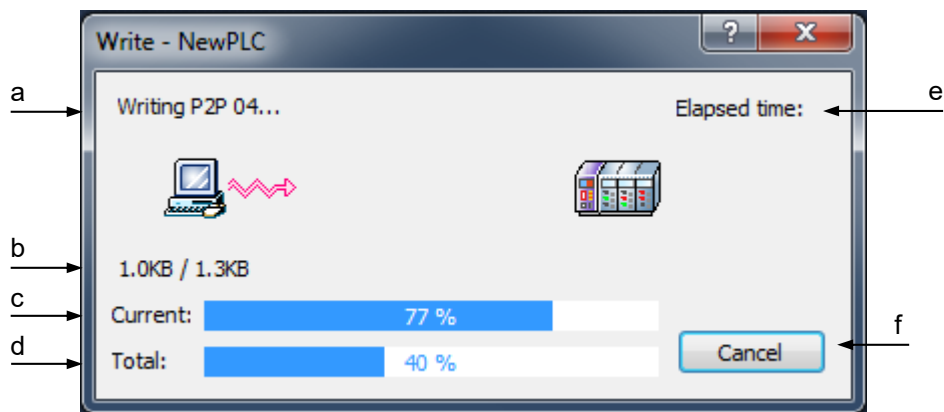 Write - NewPLC
?
X
a
Writing P2P 04...
Elapsed time:
e
b
1.0KB / 1.3KB
c
Current:
77 %
f
d
Total:
40 %
Cancel